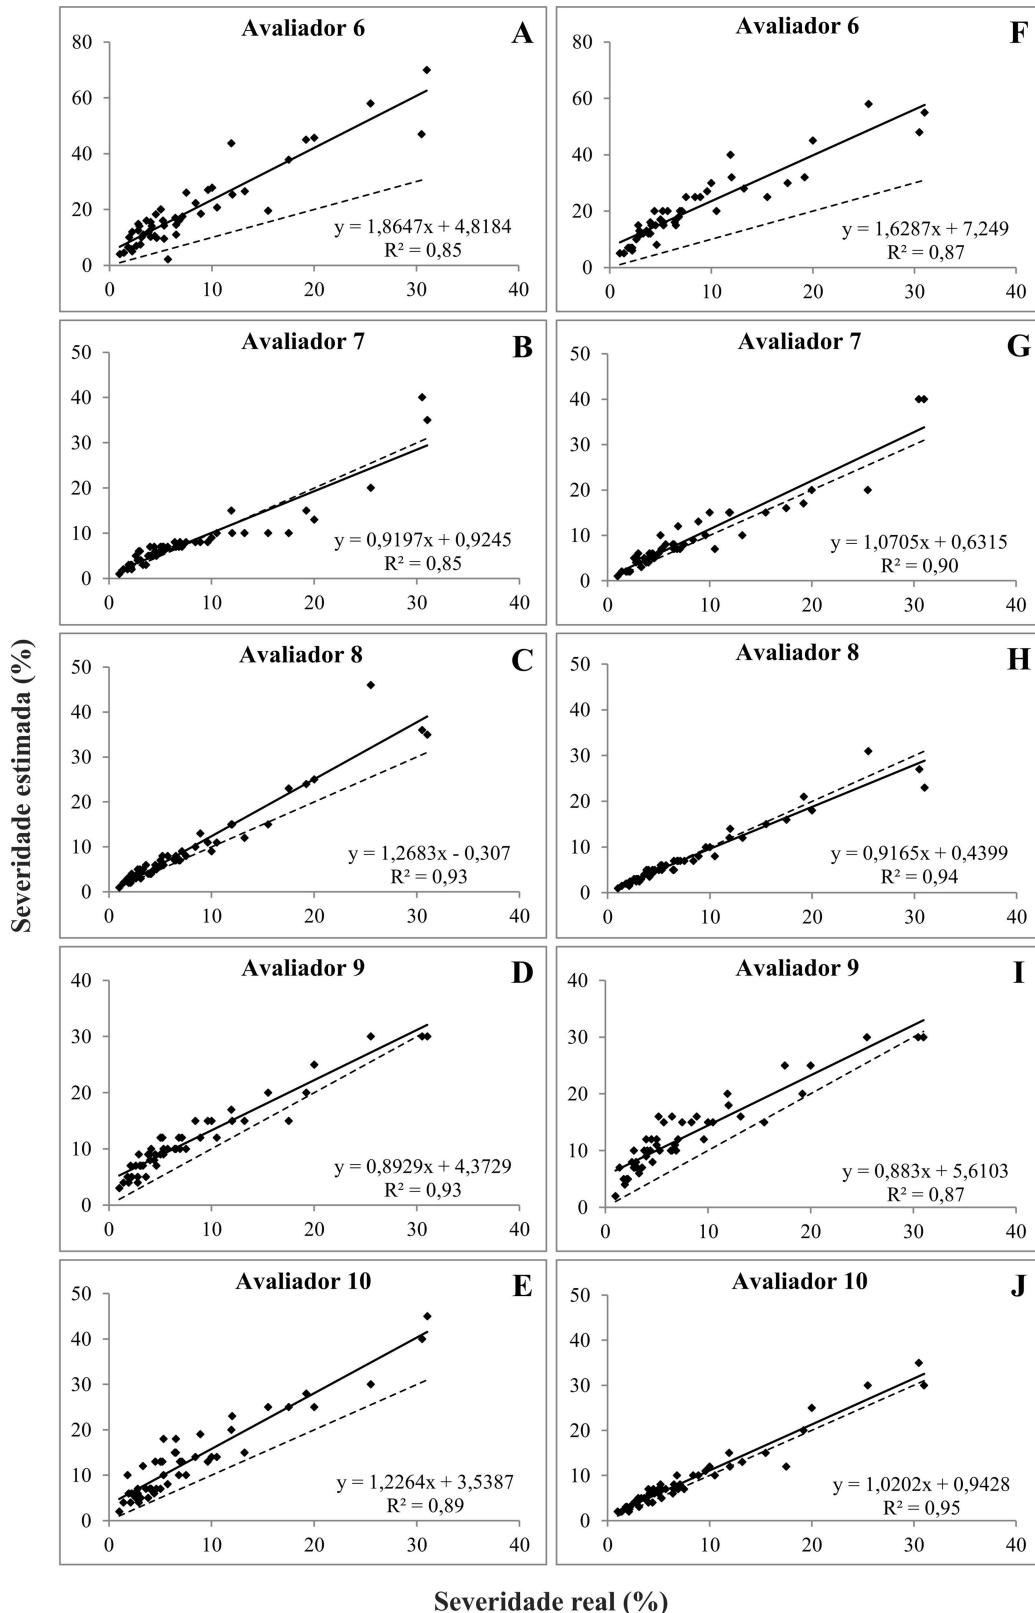 Avaliador 6 A
80
60
40
20
0
0 10 20 30 40
y = 1,8647x + 4,8184
R² = 0,85
Avaliador 6 F
80
60
40
20
0
0 10 20 30 40
y = 1,6287x + 7,249
R² = 0,87
Avaliador 7 B
50
40
30
20
10
0
0 10 20 30 40
y = 0,9197x + 0,9245
R² = 0,85
Avaliador 7 G
50
40
30
20
10
0
0 10 20 30 40
y = 1,0705x + 0,6315
R² = 0,90
Avaliador 8 C
50
40
30
20
10
0
0 10 20 30 40
y = 1,2683x - 0,307
R² = 0,93
Avaliador 8 H
50
40
30
20
10
0
0 10 20 30 40
y = 0,9165x + 0,4399
R² = 0,94
Avaliador 9 D
40
30
20
10
0
0 10 20 30 40
y = 0,8929x + 4,3729
R² = 0,93
Avaliador 9 I
40
30
20
10
0
0 10 20 30 40
y = 0,883x + 5,6103
R² = 0,87
Avaliador 10 E
50
40
30
20
10
0
0 10 20 30 40
y = 1,2264x + 3,5387
R² = 0,89
Avaliador 10 J
50
40
30
20
10
0
0 10 20 30 40
y = 1,0202x + 0,9428
R² = 0,95
Severidade estimada (%)
Severidade real (%)